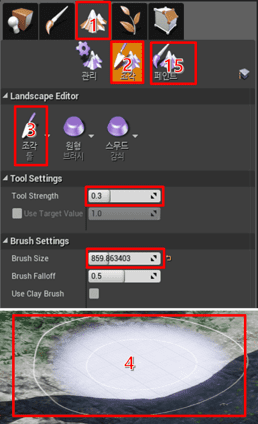 1
2
15
관리
조각
페인트
Landscape Editor
3
조각
툴
원형
브러시
스무드
감쇠
Tool Settings
Tool Strength
0.3
Use Target Value
1.0
Brush Settings
Brush Size
859.863403
Brush Falloff
0.5
Use Clay Brush
4